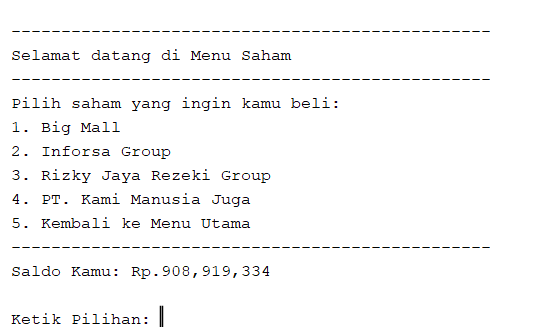 ------------------------------------------------
Selamat datang di Menu Saham
------------------------------------------------
Pilih saham yang ingin kamu beli:
1. Big Mall
2. Inforsa Group
3. Rizky Jaya Rezeki Group
4. PT. Kami Manusia Juga
5. Kembali ke Menu Utama
------------------------------------------------
Saldo Kamu: Rp.908,919,334
Ketik Pilihan: